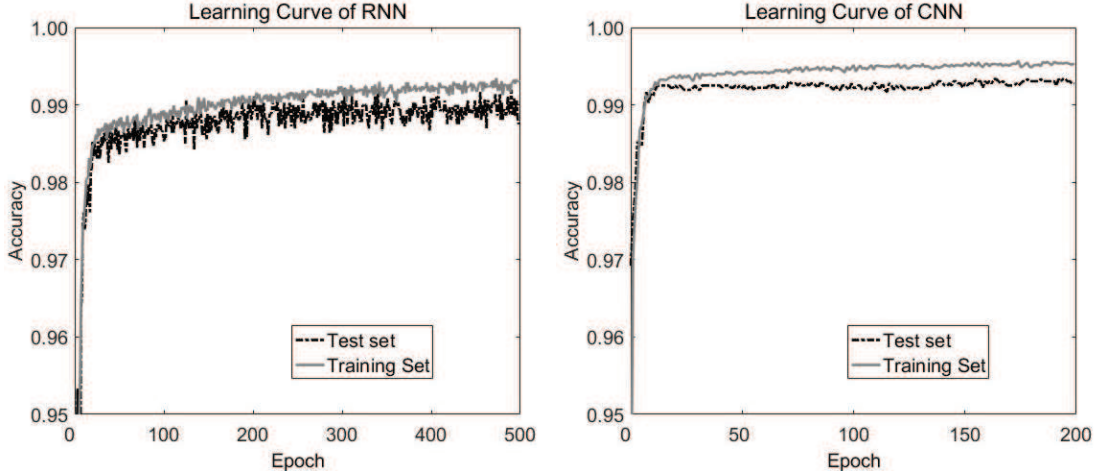 Learning Curve of RNN
1.00
0.99
0.98
0.97
0.96
0.95
Accuracy
Test set
Training Set
0
100
200
300
400
500
Epoch
Learning Curve of CNN
1.00
0.99
0.98
0.97
0.96
0.95
Accuracy
Test set
Training Set
0
50
100
150
200
Epoch